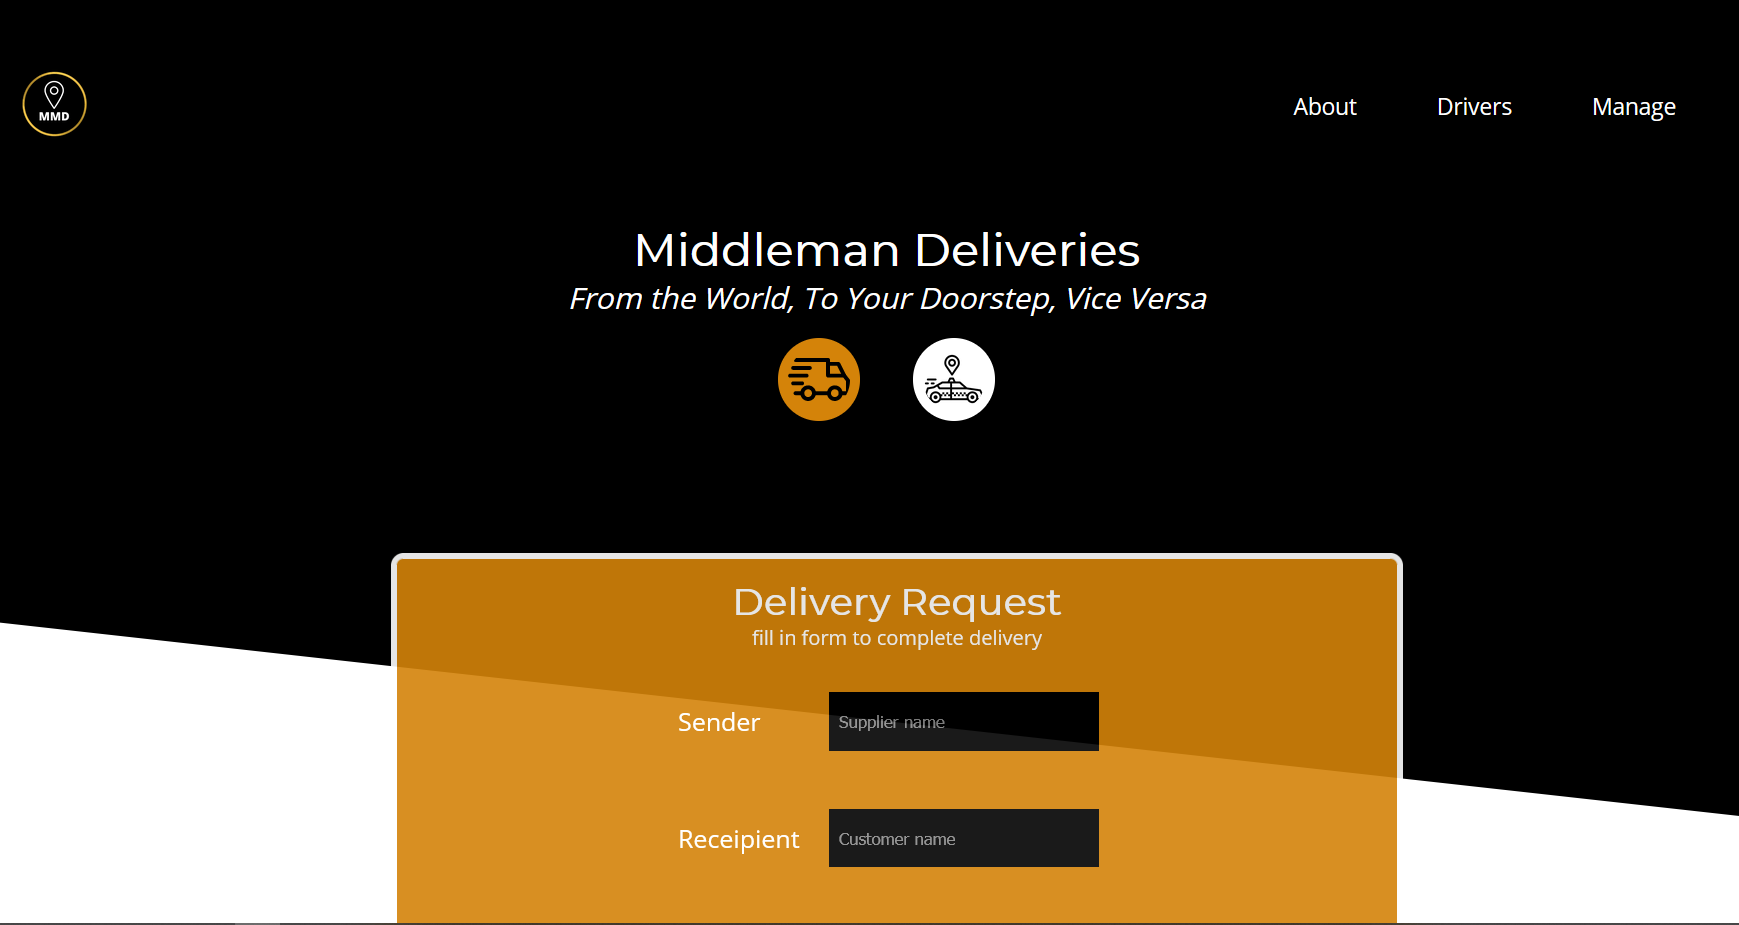 MMD
About
Drivers
Manage
Middleman Deliveries
From the World, To Your Doorstep, Vice Versa
Delivery Request
fill in form to complete delivery
Sender
Supplier name
Receipient
Customer name